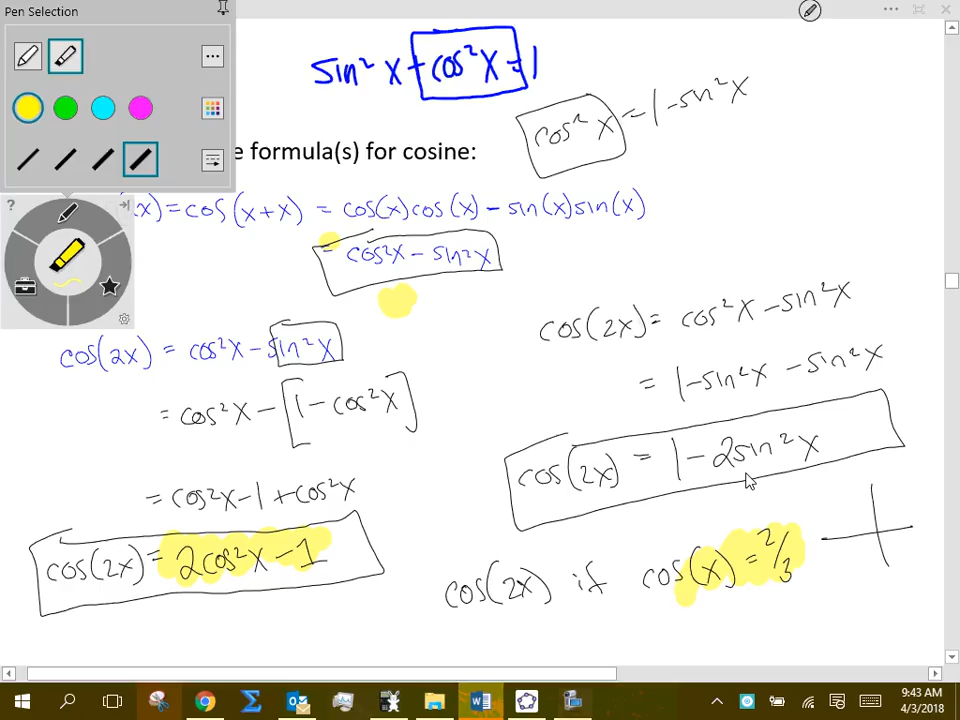 Pen Selection
sin²x + cos²x = 1
cos²x = 1 - sin²x
e formula(s) for cosine:
x) = cos(x+x) = cos(x)cos(x) - sin(x)sin(x)
= cos²x - sin²x
cos(2x) = cos²x - sin²x
= cos²x - [1 - cos²x]
= cos²x - 1 + cos²x
cos(2x) = 2cos²x - 1
cos(2x) = cos²x - sin²x
= 1 - sin²x - sin²x
cos(2x) = 1 - 2sin²x
cos(2x) if cos(x) = 2/3
9:43 AM
4/3/2018